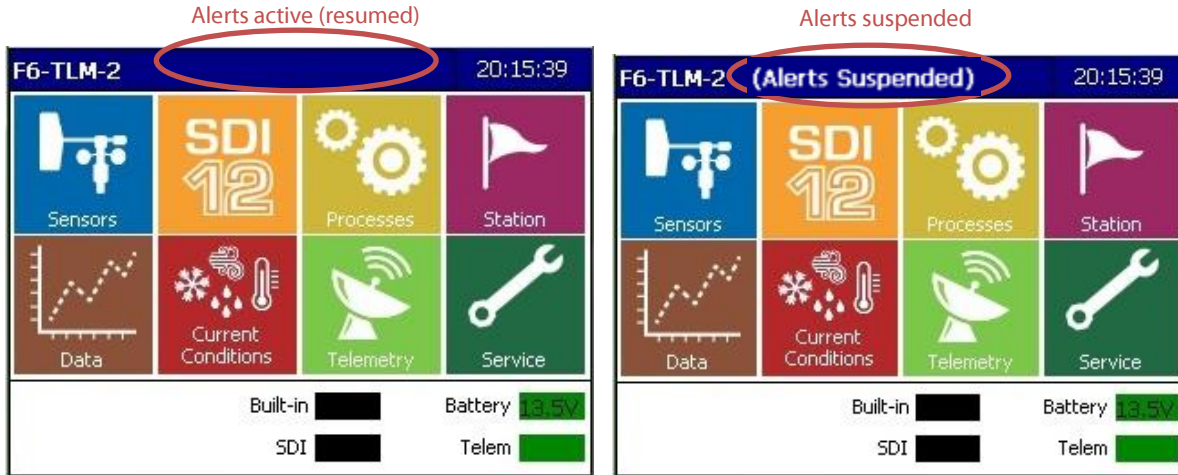 Alerts active (resumed)
F6-TLM-2 20:15:39
SDI
12
Sensors Processes Station
Current
Conditions
Data Telemetry Service
Built-in Battery 13.5V
SDI Telem
Alerts suspended
F6-TLM-2 (Alerts Suspended) 20:15:39
SDI
12
Sensors Processes Station
Current
Conditions
Data Telemetry Service
Built-in Battery 13.5V
SDI Telem